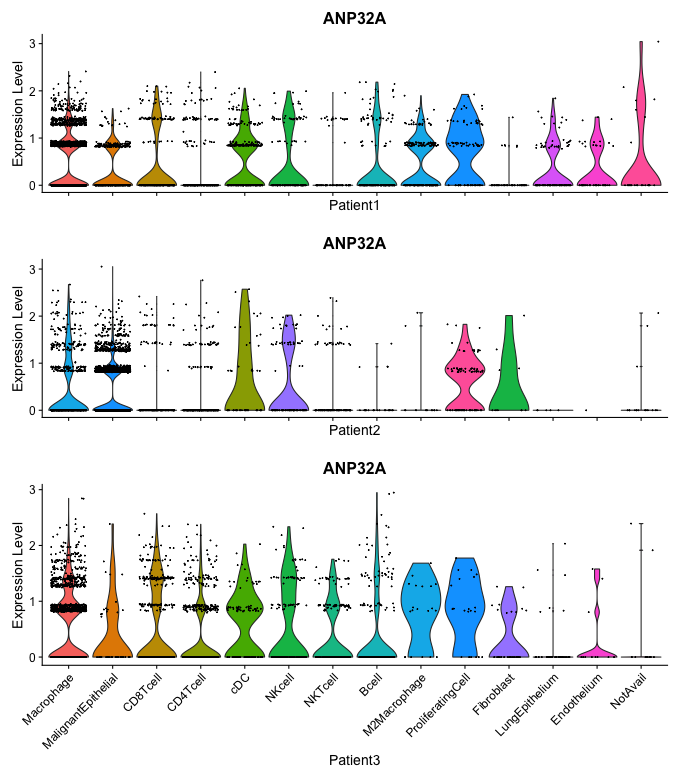 ANP32A
Expression Level
3
2
1
0
Patient1
ANP32A
Expression Level
3
2
1
0
Patient2
ANP32A
Expression Level
3
2
1
0
Macrophage
MalignantEpithelial
CD8Tcell
CD4Tcell
cDC
NKcell
NKTcell
Bcell
M2Macrophage
ProliferatingCell
Fibroblast
LungEpithelium
Endothelium
NotAvail
Patient3